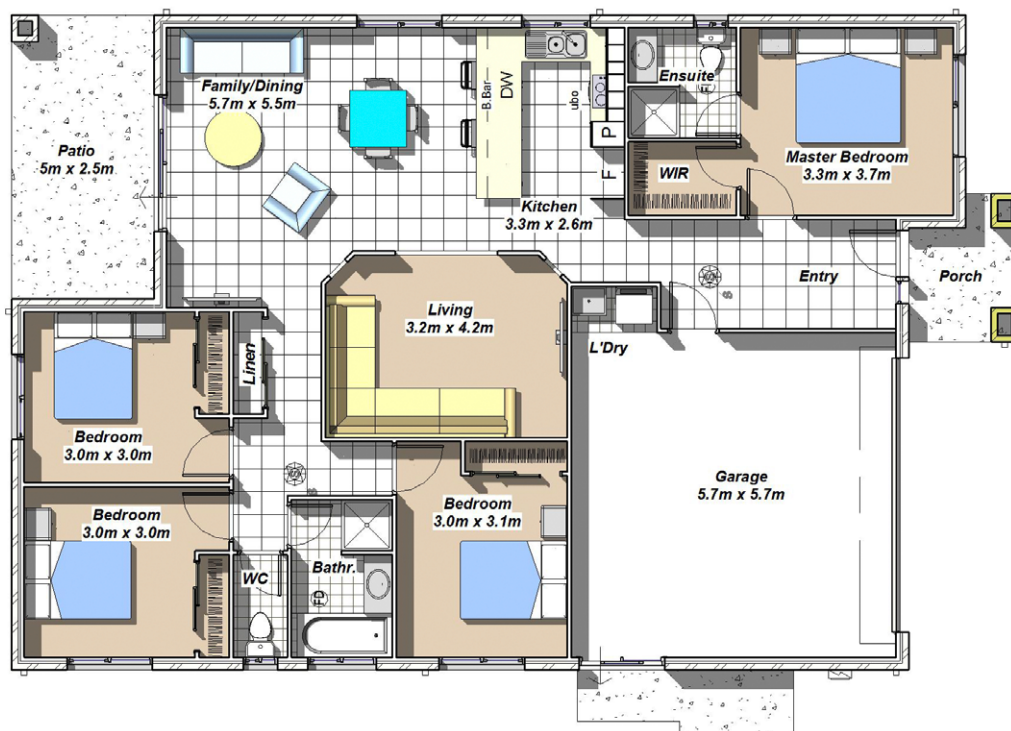 Family/Dining
5.7m x 5.5m
B.Bar
DW
ubo
P
F
Kitchen
3.3m x 2.6m
Ensuite
WIR
Master Bedroom
3.3m x 3.7m
Patio
5m x 2.5m
Entry
Porch
Living
3.2m x 4.2m
L'Dry
S
Linen
Bedroom
3.0m x 3.0m
Bedroom
3.0m x 3.0m
S
Bedroom
3.0m x 3.1m
Garage
5.7m x 5.7m
WC
Bathr.
FD